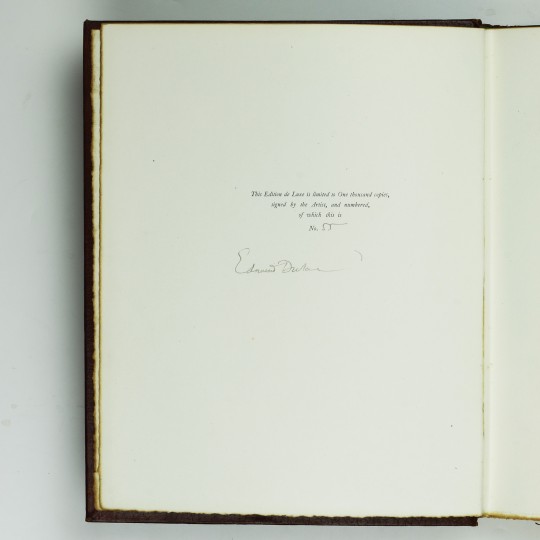 This Edition de Luxe is limited to One thousand copies,
signed by the Artist, and numbered,
of which this is
No. 55
Edmund Dulac